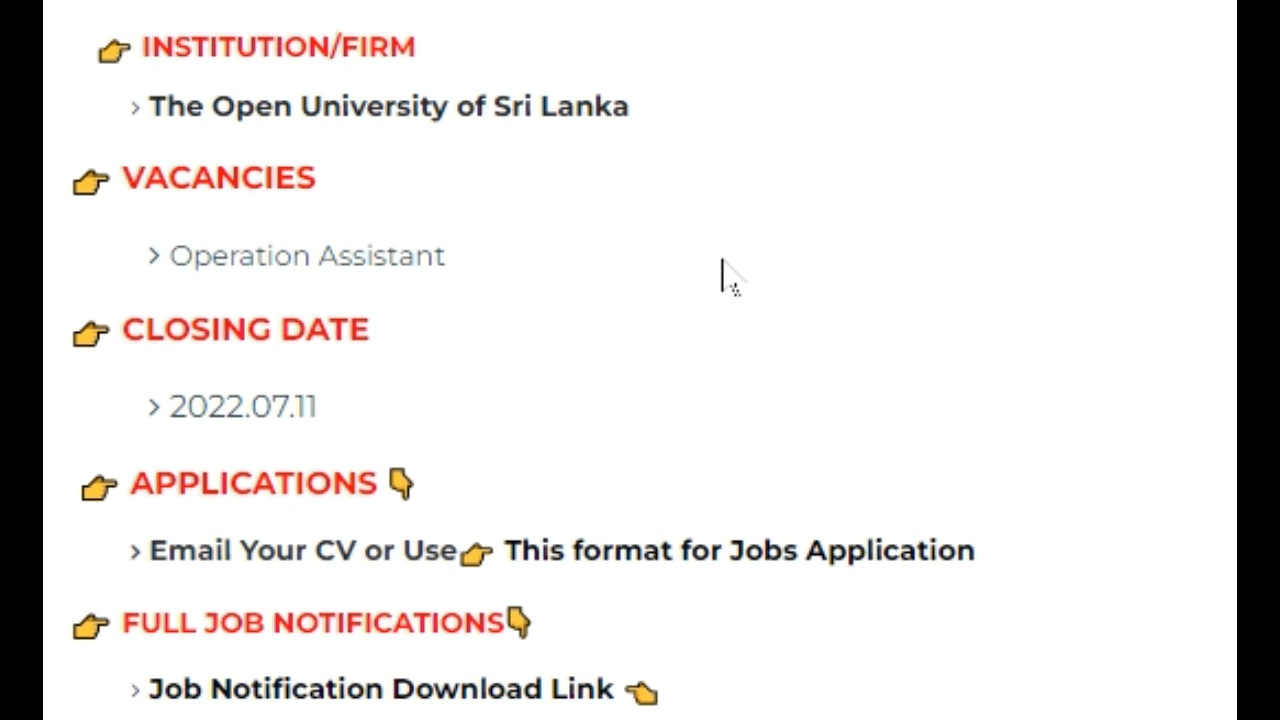 👉 INSTITUTION/FIRM
› The Open University of Sri Lanka
👉 VACANCIES
› Operation Assistant
👉 CLOSING DATE
› 2022.07.11
👉 APPLICATIONS 👇
› Email Your CV or Use👉 This format for Jobs Application
👉 FULL JOB NOTIFICATIONS👇
› Job Notification Download Link 👈